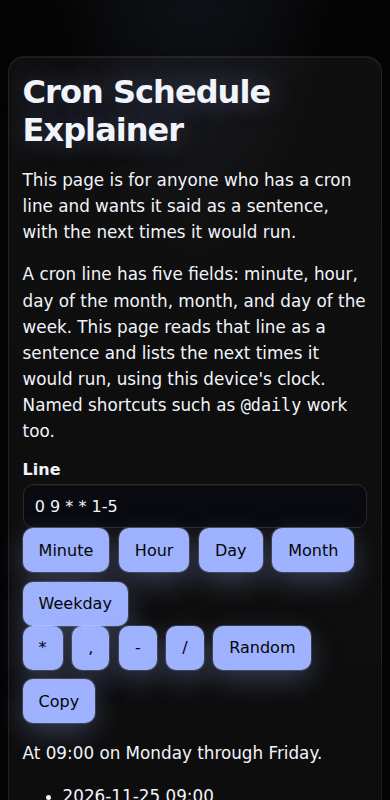 Cron Schedule
Explainer
This page is for anyone who has a cron
line and wants it said as a sentence,
with the next times it would run.
A cron line has five fields: minute, hour,
day of the month, month, and day of the
week. This page reads that line as a
sentence and lists the next times it
would run, using this device's clock.
Named shortcuts such as @daily work
too.
Line
0 9 * * 1-5
Minute Hour Day Month
Weekday
* , - / Random
Copy
At 09:00 on Monday through Friday.
• 2026-11-25 09:00